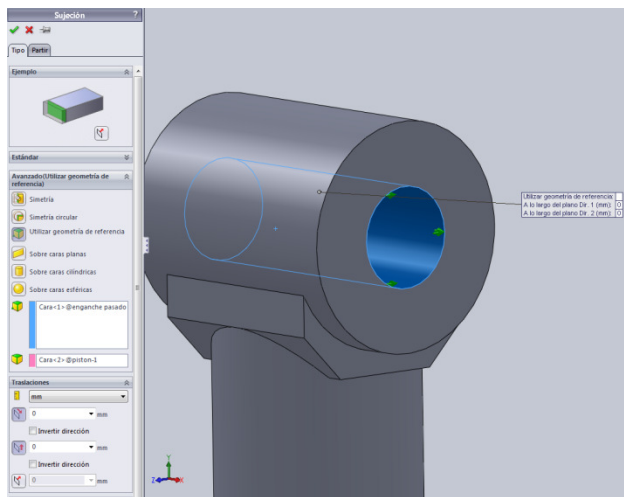 Sujeción
?
Tipo Partir
Ejemplo
Estándar
Avanzado(Utilizar geometría de
referencia)
Simetría
Simetría circular
Utilizar geometría de referencia
Sobre caras planas
Sobre caras cilíndricas
Sobre caras esféricas
Cara<1>@enganche pasado
Cara<2>@piston-1
Traslaciones
mm
0 mm
Invertir dirección
0 mm
Invertir dirección
0 mm
Utilizar geometría de referencia:
A lo largo del plano Dir. 1 (mm): 0
A lo largo del plano Dir. 2 (mm): 0
Y
Z X